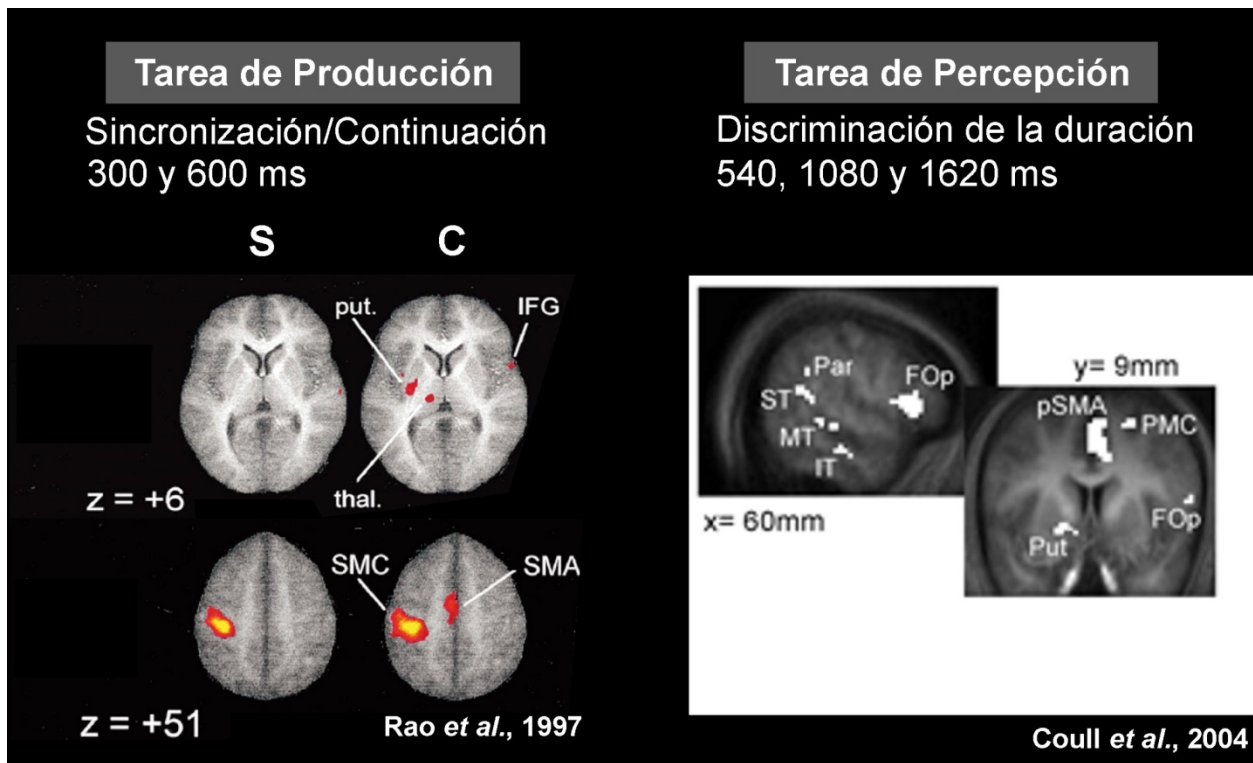 Tarea de Producción
Sincronización/Continuación
300 y 600 ms
S
C
put.
IFG
thal.
z = +6
SMC
SMA
z = +51
Rao et al., 1997
Tarea de Percepción
Discriminación de la duración
540, 1080 y 1620 ms
Par
FOp
ST
MT
IT
x= 60mm
y= 9mm
pSMA
PMC
FOp
Put
Coull et al., 2004